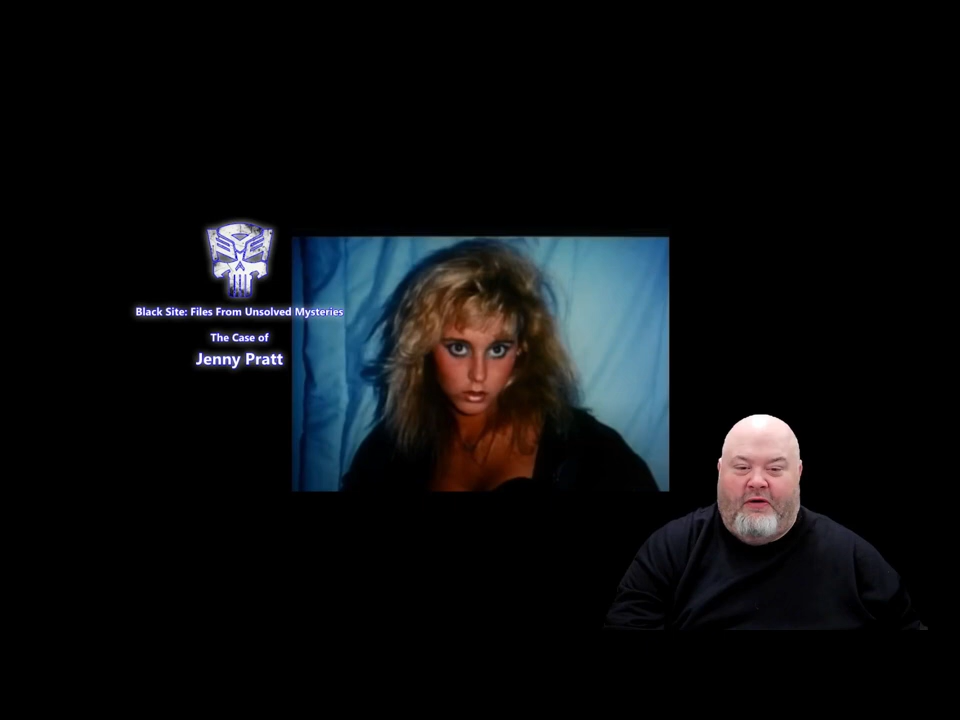 Black Site: Files From Unsolved Mysteries
The Case of
Jenny Pratt